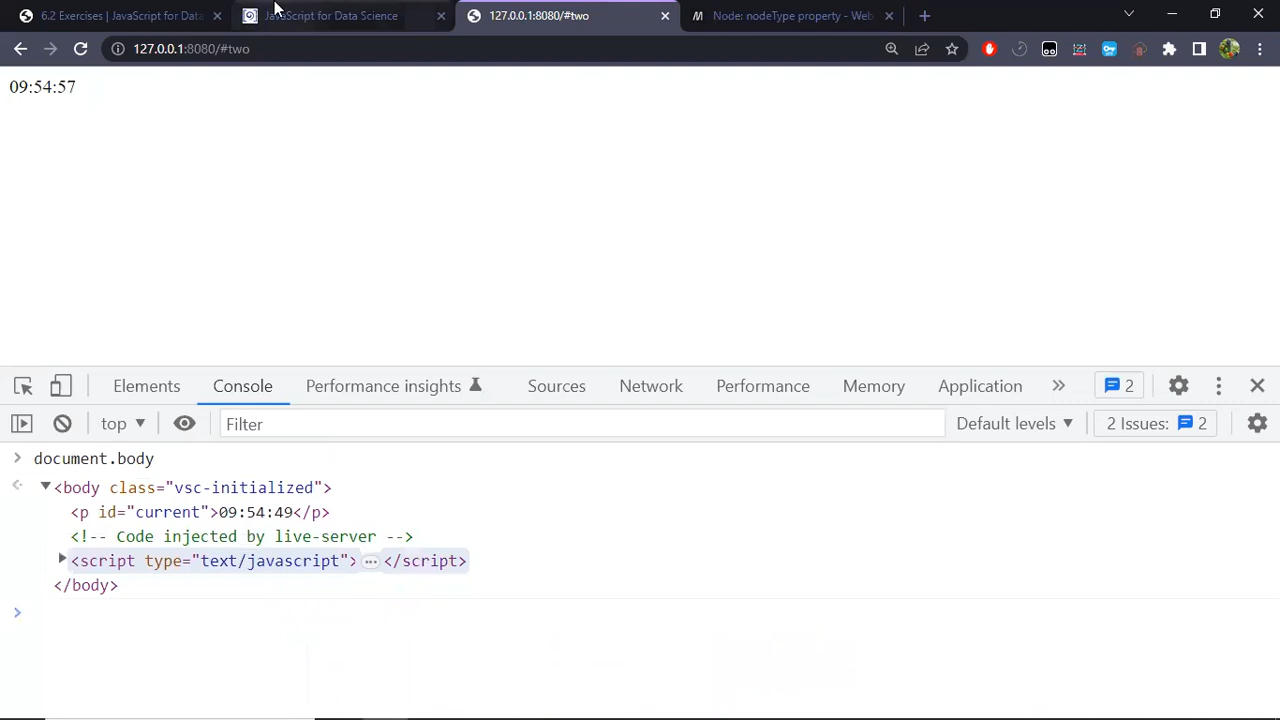 6.2 Exercises | JavaScript for Data
JavaScript for Data Science
127.0.0.1:8080/#two
Node: nodeType property - Web
127.0.0.1:8080/#two
09:54:57
Elements
Console
Performance insights
Sources
Network
Performance
Memory
Application
2
top
Filter
Default levels
2 Issues:
2
document.body
<body class="vsc-initialized">
<p id="current">09:54:49</p>
<!-- Code injected by live-server -->
<script type="text/javascript">…</script>
</body>